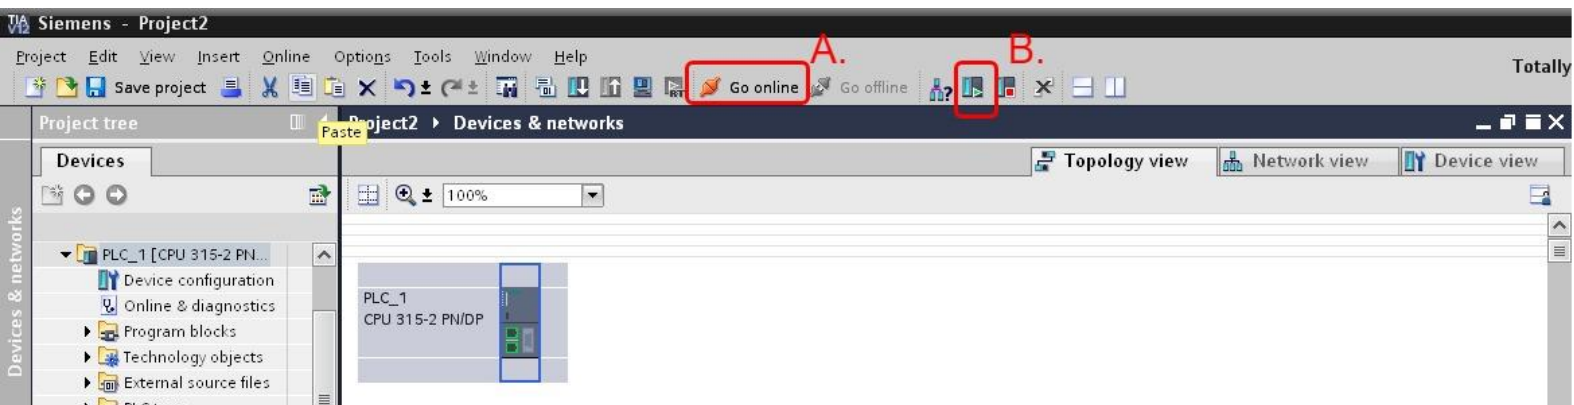 TIA V12 Siemens - Project2
Project Edit View Insert Online Options Tools Window Help
A.
B.
Totally
Save project
Go online
Go offline
Project tree
Paste
Project2 ▸ Devices & networks
Devices
Topology view
Network view
Device view
100%
Devices & networks
PLC_1 [CPU 315-2 PN...
Device configuration
Online & diagnostics
Program blocks
Technology objects
External source files
PLC_1
CPU 315-2 PN/DP